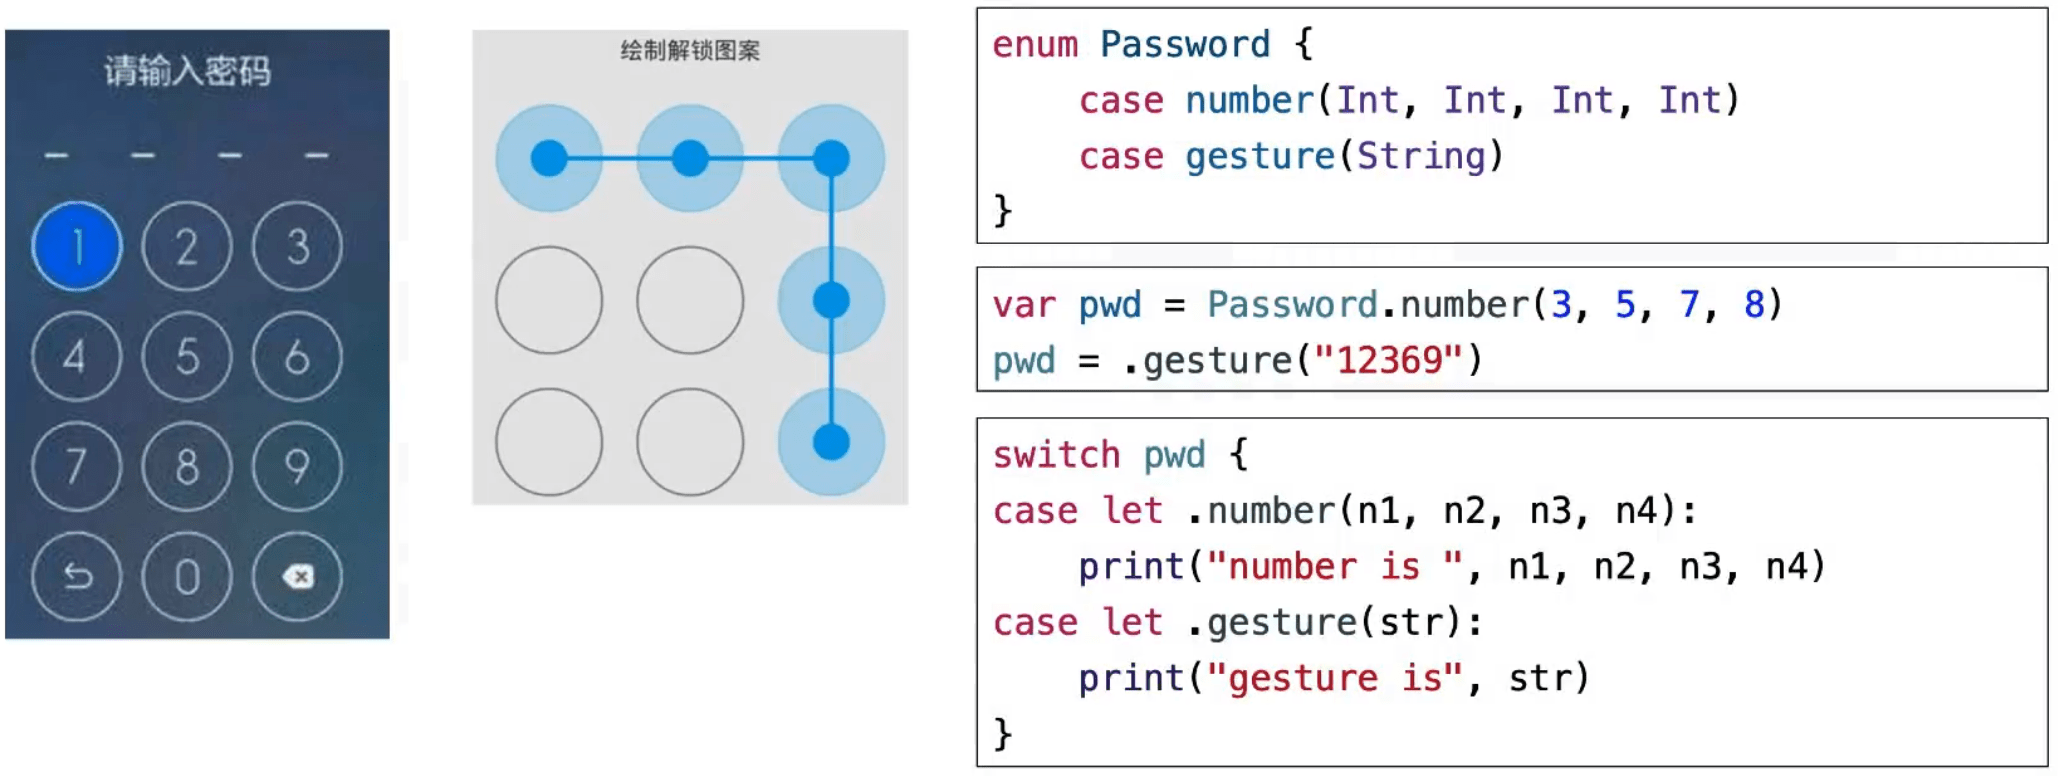 请输入密码
1 2 3
4 5 6
7 8 9
0
绘制解锁图案
enum Password {
    case number(Int, Int, Int, Int)
    case gesture(String)
}
var pwd = Password.number(3, 5, 7, 8)
pwd = .gesture("12369")
switch pwd {
case let .number(n1, n2, n3, n4):
    print("number is ", n1, n2, n3, n4)
case let .gesture(str):
    print("gesture is", str)
}